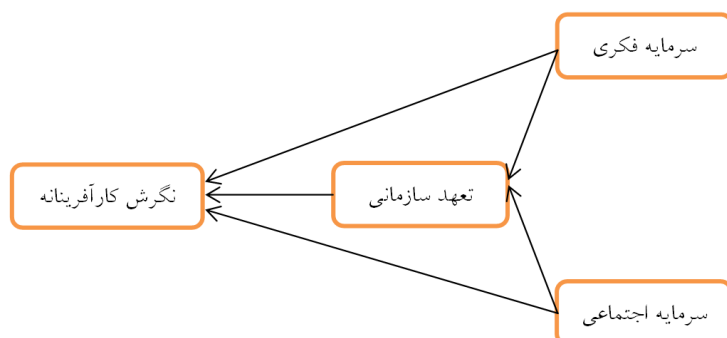 سرمایه فکری
تعهد سازمانی
نگرش کارآفرینانه
سرمایه اجتماعی